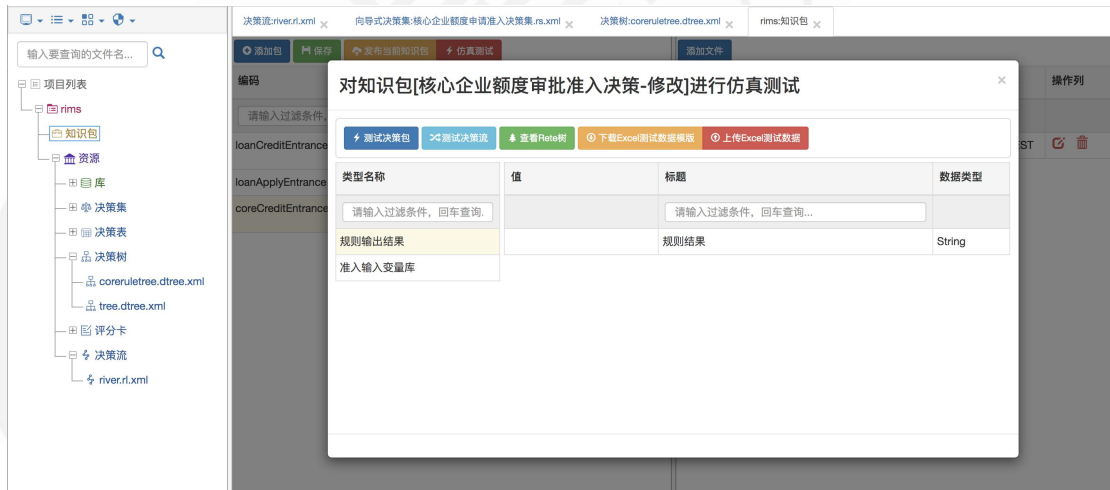 决策流:river.rl.xml
向导式决策集:核心企业额度申请准入决策集.rs.xml
决策树:coreruletree.dtree.xml
rims:知识包
输入要查询的文件名...
项目列表
rims
知识包
资源
库
决策集
决策表
决策树
coreruletree.dtree.xml
tree.dtree.xml
评分卡
决策流
river.rl.xml
添加包 保存 发布当前知识包 仿真测试
添加文件
编码
操作列
请输入过滤条件,
loanCreditEntrance
EST
loanApplyEntrance
coreCreditEntrance
对知识包[核心企业额度审批准入决策-修改]进行仿真测试
测试决策包 测试决策流 查看Rete树 下载Excel测试数据模版 上传Excel测试数据
类型名称 值 标题 数据类型
请输入过滤条件，回车查询. 请输入过滤条件，回车查询...
规则输出结果 规则结果 String
准入输入变量库